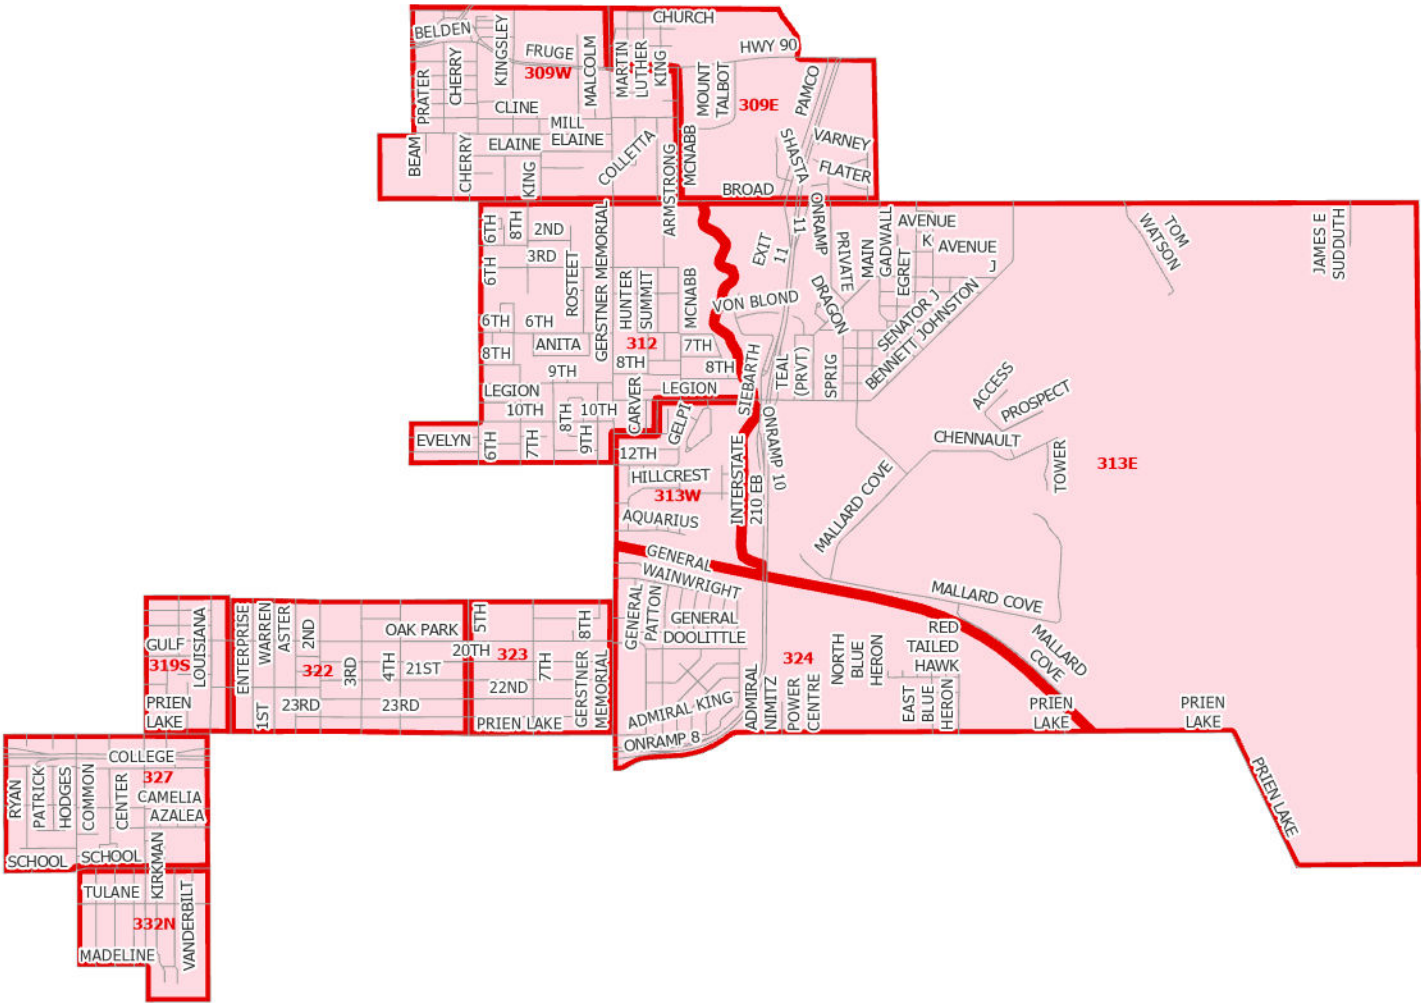 CHURCH
BELDEN
KINGSLEY
FRUGE
MALCOLM
MARTIN
LUTHER
KING
HWY 90
309W
PRATER
CHERRY
MOUNT
TALBOT
309E
PAMCO
CLINE
MILL
ELAINE
ELAINE
BEAM
CHERRY
KING
COLLETTA
ARMSTRONG
MCNABB
SHASTA
VARNEY
FLATER
BROAD
6TH
8TH
2ND
3RD
6TH
ROSTEET
GERSTNER MEMORIAL
HUNTER
SUMMIT
MCNABB
EXIT
11
11
ONRAMP
PRIVATE
MAIN
GADWALL
EGRET
AVENUE
K
AVENUE
J
TOM
WATSON
JAMES E
SUDDUTH
VON BLOND
DRAGON
SENATOR J
BENNETT JOHNSTON
6TH
6TH
ANITA
312
7TH
8TH
9TH
8TH
8TH
SIEBARTH
TEAL
(PRVT)
SPRIG
LEGION
LEGION
CARVER
10TH
8TH
10TH
GELPI
ACCESS
PROSPECT
EVELYN
6TH
7TH
9TH
12TH
ONRAMP 10
CHENNAULT
HILLCREST
313W
INTERSTATE
210 EB
TOWER
313E
AQUARIUS
MALLARD COVE
GENERAL
WAINWRIGHT
GENERAL
PATTON
GENERAL
DOOLITTLE
MALLARD COVE
MALLARD
COVE
RED
TAILED
HAWK
324
NORTH
BLUE
HERON
EAST
BLUE
HERON
ADMIRAL
NIMITZ
POWER
CENTRE
ADMIRAL KING
ONRAMP 8
PRIEN
LAKE
PRIEN
LAKE
PRIEN LAKE
GULF
319S
LOUISIANA
PRIEN
LAKE
ENTERPRISE
WARREN
ASTER
2ND
OAK PARK
322
3RD
4TH
21ST
1ST
23RD
23RD
5TH
20TH
323
8TH
7TH
22ND
GERSTNER
MEMORIAL
PRIEN LAKE
COLLEGE
327
RYAN
PATRICK
HODGES
COMMON
CENTER
CAMELIA
AZALEA
SCHOOL
SCHOOL
KIRKMAN
TULANE
332N
VANDERBILT
MADELINE